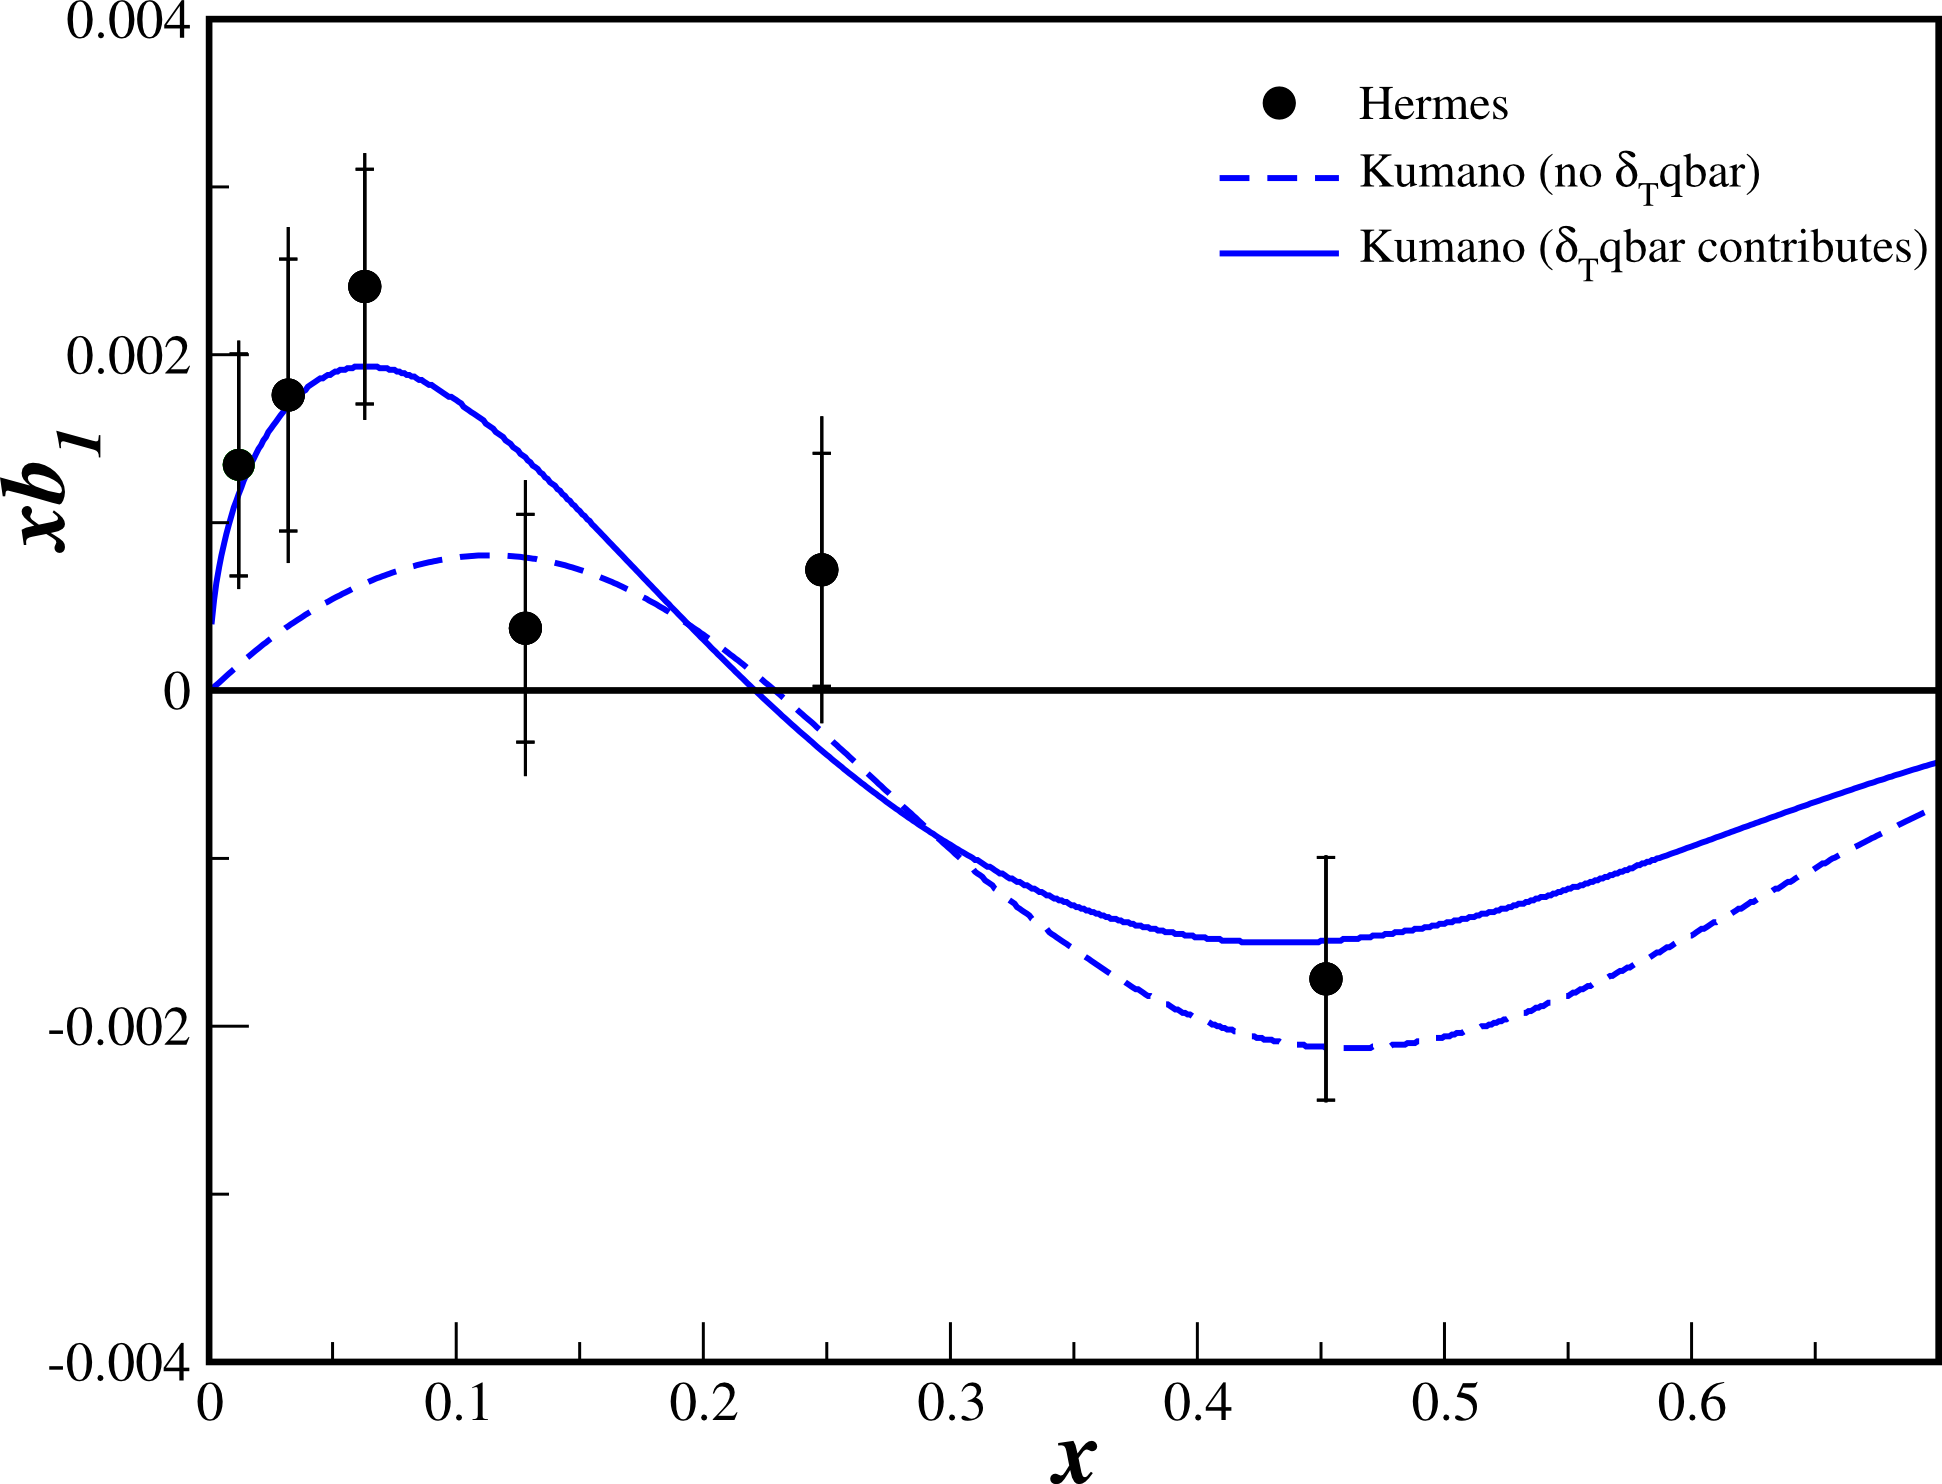 0.004
Hermes
Kumano (no δTqbar)
Kumano (δTqbar contributes)
0.002
xb1
0
-0.002
-0.004
0 0.1 0.2 0.3 0.4 0.5 0.6
x